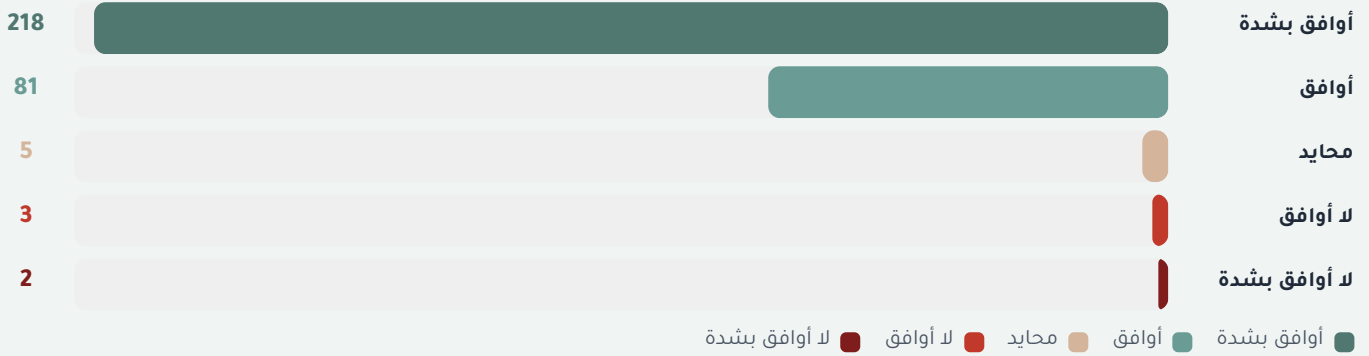 أوافق بشدة 218
أوافق 81
محايد 5
لا أوافق 3
لا أوافق بشدة 2
أوافق بشدة أوافق محايد لا أوافق لا أوافق بشدة